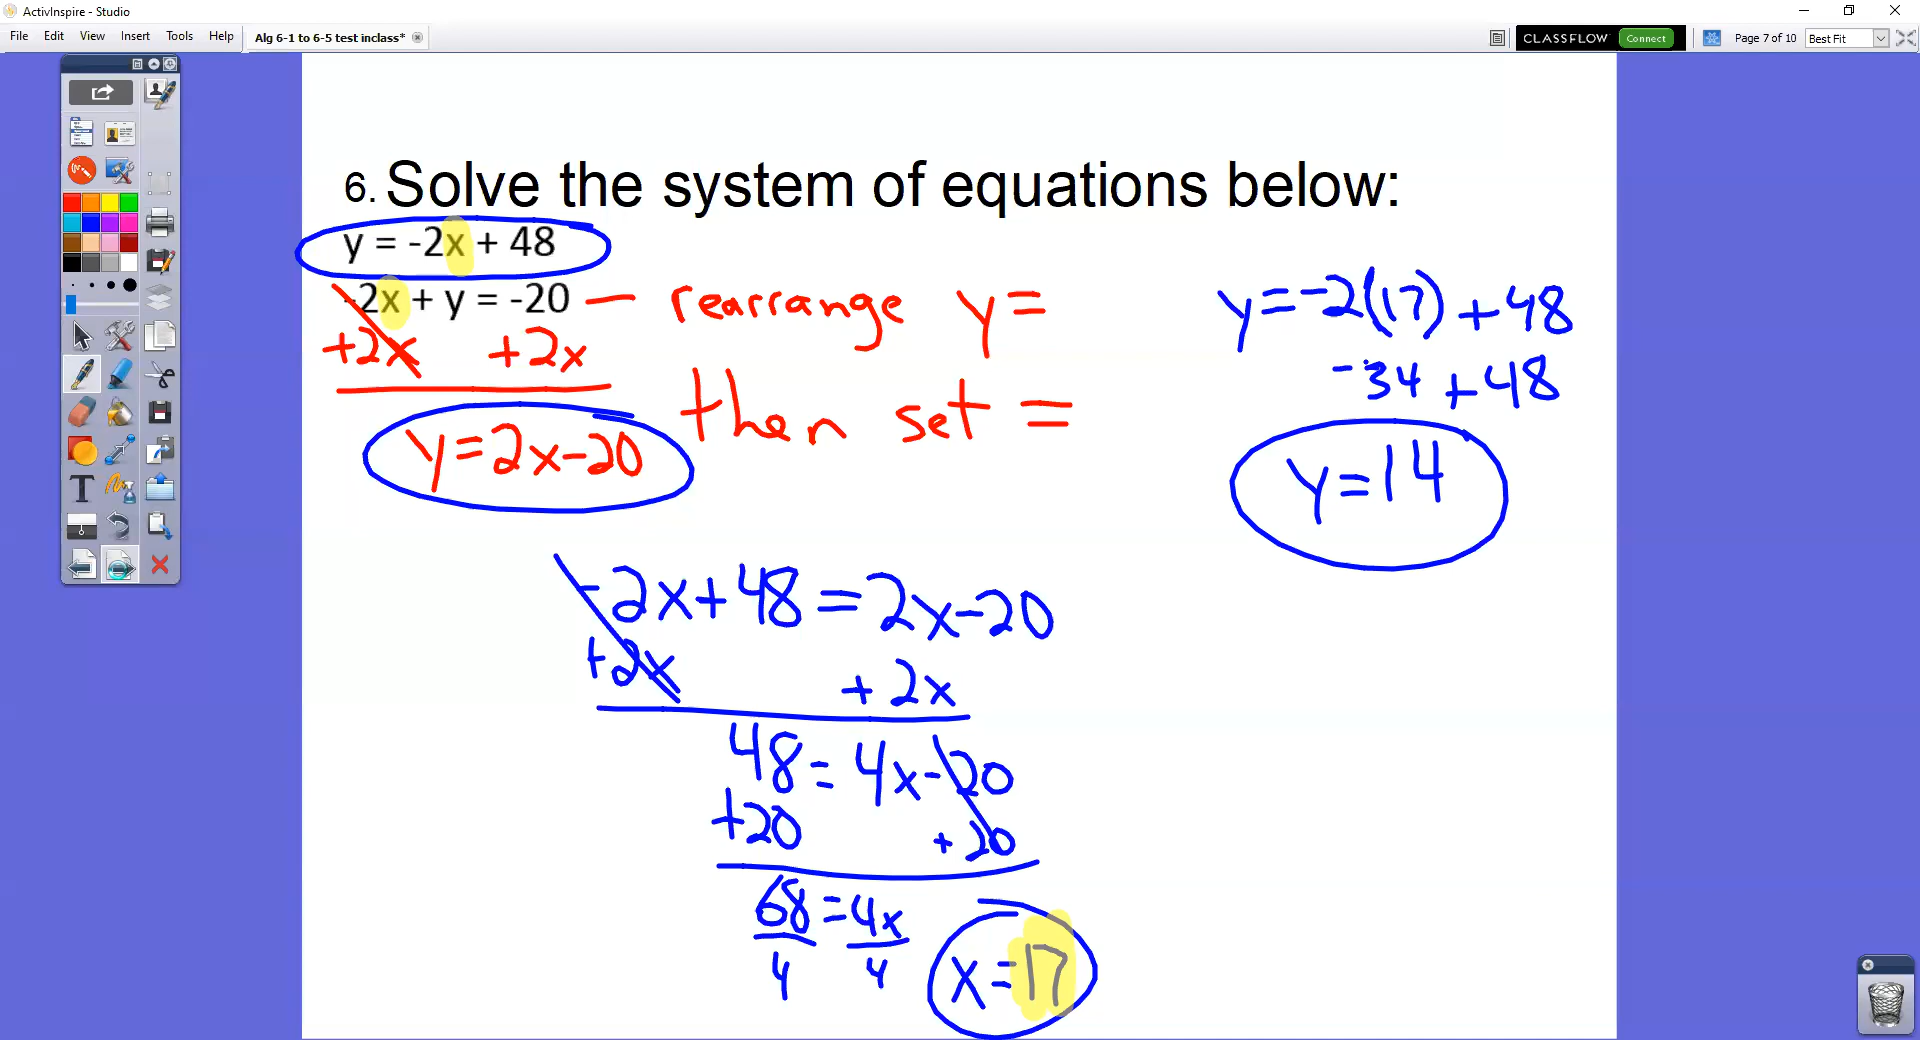 ActivInspire - Studio
File Edit View Insert Tools Help Alg 6-1 to 6-5 test inclass* CLASSFLOW Connect Page 7 of 10 Best Fit
6. Solve the system of equations below:
y = -2x + 48
-2x + y = -20 — rearrange y=
+2x +2x
then set =
y=2x-20
-2x+48=2x-20
+2x +2x
48=4x-20
+20 +20
68=4x
4 4
x=17
y=-2(17)+48
-34+48
y=14